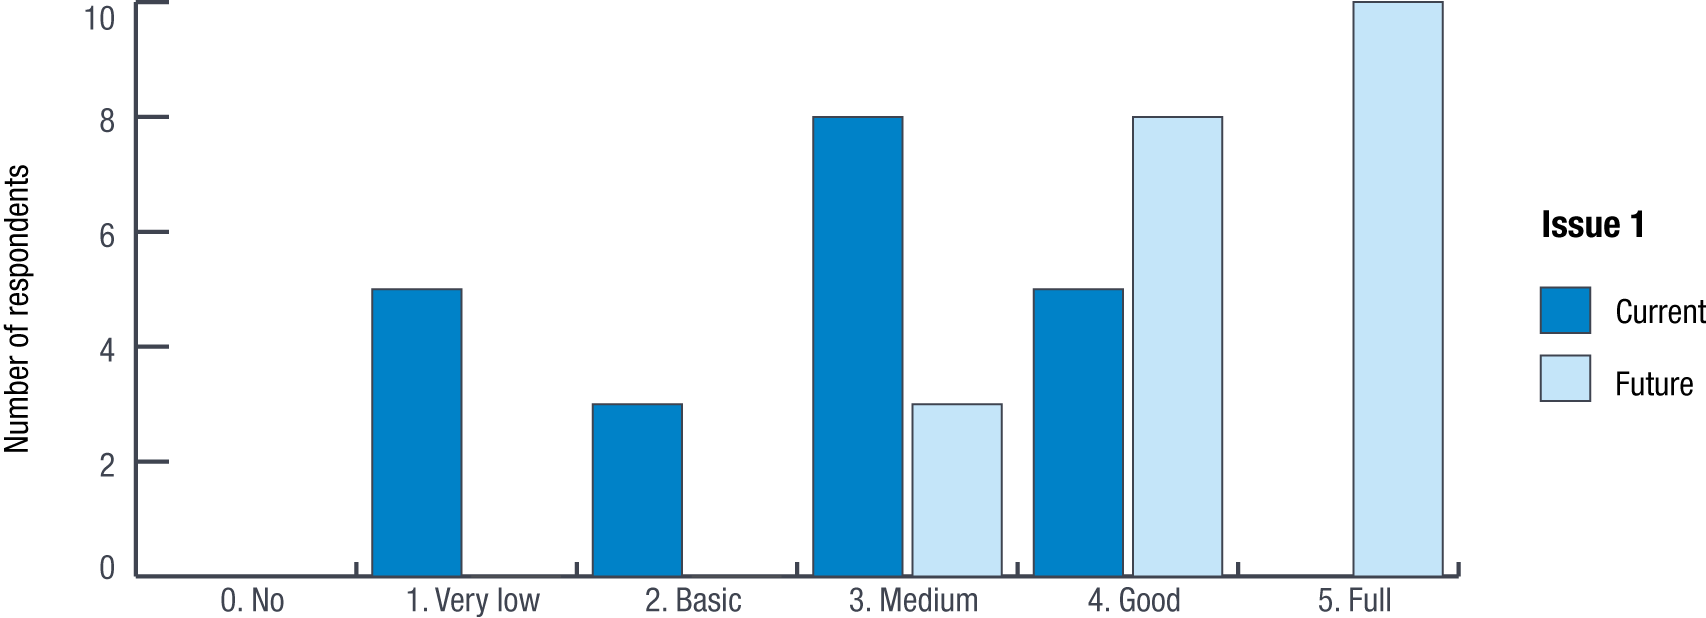 Number of respondents
10
8
6
4
2
0
0. No
1. Very low
2. Basic
3. Medium
4. Good
5. Full
Issue 1
Current
Future